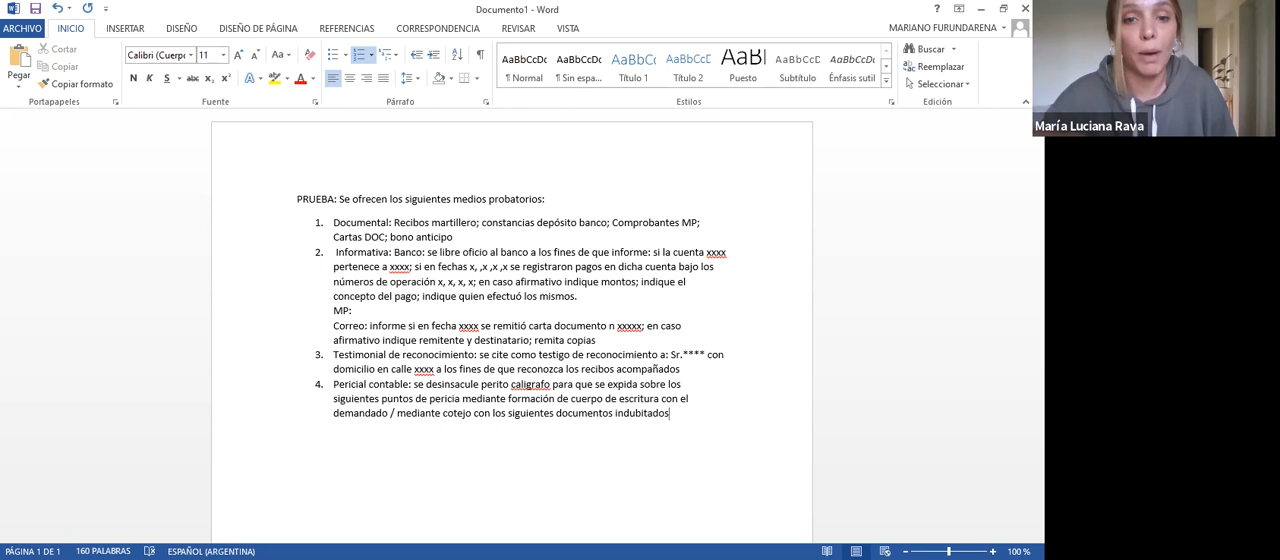 Documento1 - Word
ARCHIVO INICIO INSERTAR DISEÑO DISEÑO DE PÁGINA REFERENCIAS CORRESPONDENCIA REVISAR VISTA
MARIANO FURUNDARENA
Pegar
Cortar
Copiar
Copiar formato
Portapapeles
Calibri (Cuerp 11
Fuente
Párrafo
AaBbCcDc AaBbCcDc AaBbCc AaBbCcD AaBl AaBbCcD AaBbCcDc
¶ Normal ¶ Sin espa... Título 1 Título 2 Puesto Subtítulo Énfasis sutil
Estilos
Buscar
Reemplazar
Seleccionar
Edición
María Luciana Rava
PRUEBA: Se ofrecen los siguientes medios probatorios:
1. Documental: Recibos martillero; constancias depósito banco; Comprobantes MP;
Cartas DOC; bono anticipo
2. Informativa: Banco: se libre oficio al banco a los fines de que informe: si la cuenta xxxx
pertenece a xxxx; si en fechas x, ,x ,x ,x se registraron pagos en dicha cuenta bajo los
números de operación x, x, x, x; en caso afirmativo indique montos; indique el
concepto del pago; indique quien efectuó los mismos.
MP:
Correo: informe si en fecha xxxx se remitió carta documento n xxxxx; en caso
afirmativo indique remitente y destinatario; remita copias
3. Testimonial de reconocimiento: se cite como testigo de reconocimiento a: Sr.**** con
domicilio en calle xxxx a los fines de que reconozca los recibos acompañados
4. Pericial contable: se desinsacule perito caligrafo para que se expida sobre los
siguientes puntos de pericia mediante formación de cuerpo de escritura con el
demandado / mediante cotejo con los siguientes documentos indubitados
PÁGINA 1 DE 1 160 PALABRAS ESPAÑOL (ARGENTINA) 100 %